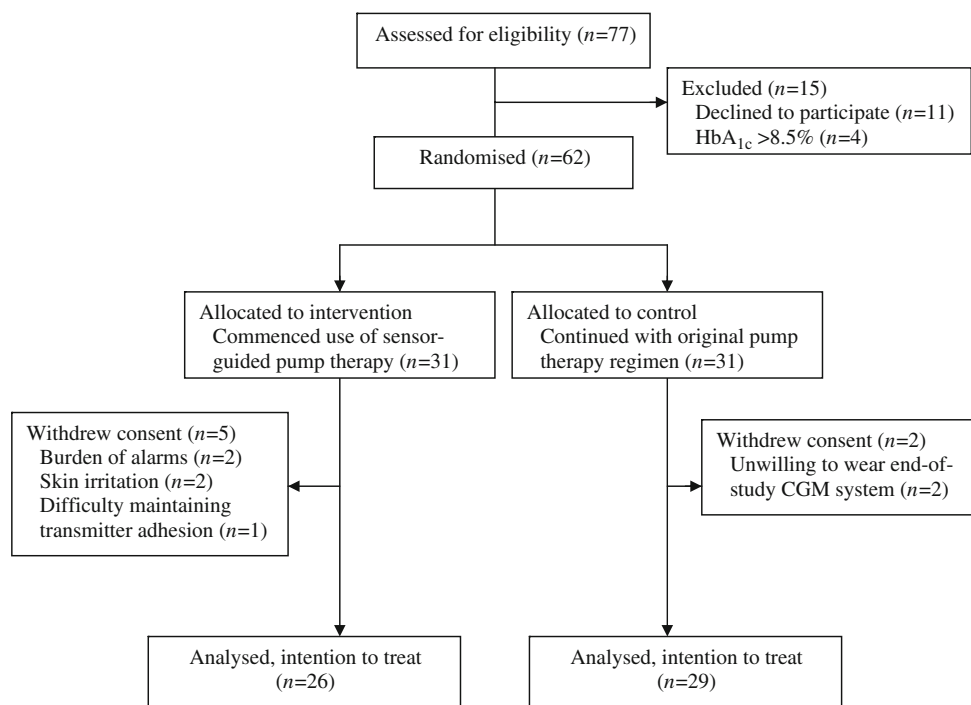 Assessed for eligibility (n=77)
Excluded (n=15)
Declined to participate (n=11)
HbA1c >8.5% (n=4)
Randomised (n=62)
Allocated to intervention
Commenced use of sensor-
guided pump therapy (n=31)
Allocated to control
Continued with original pump
therapy regimen (n=31)
Withdrew consent (n=5)
Burden of alarms (n=2)
Skin irritation (n=2)
Difficulty maintaining
transmitter adhesion (n=1)
Withdrew consent (n=2)
Unwilling to wear end-of-
study CGM system (n=2)
Analysed, intention to treat
(n=26)
Analysed, intention to treat
(n=29)